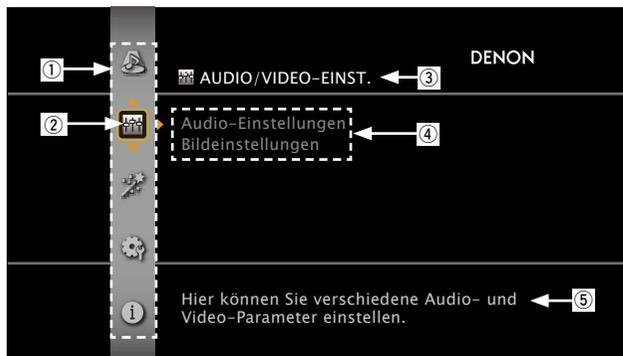 ①
DENON
AUDIO/VIDEO-EINST.
③
②
Audio-Einstellungen
Bildeinstellungen
④
Hier können Sie verschiedene Audio- und
Video-Parameter einstellen.
⑤
i